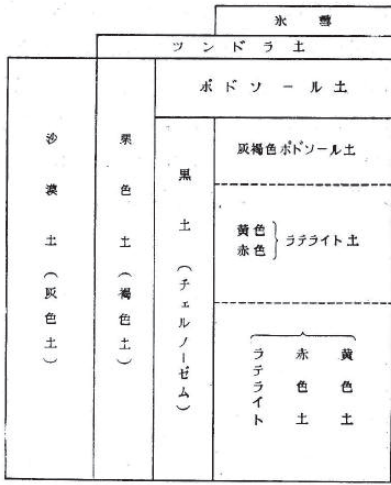 氷雪
ツンドラ土
ポドソール土
沙漠土(灰色土)
栗色土(褐色土)
黒土(チェルノーゼム)
灰褐色ポドソール土
黄色
赤色
ラテライト土
黄色土
赤色土
ラテライト